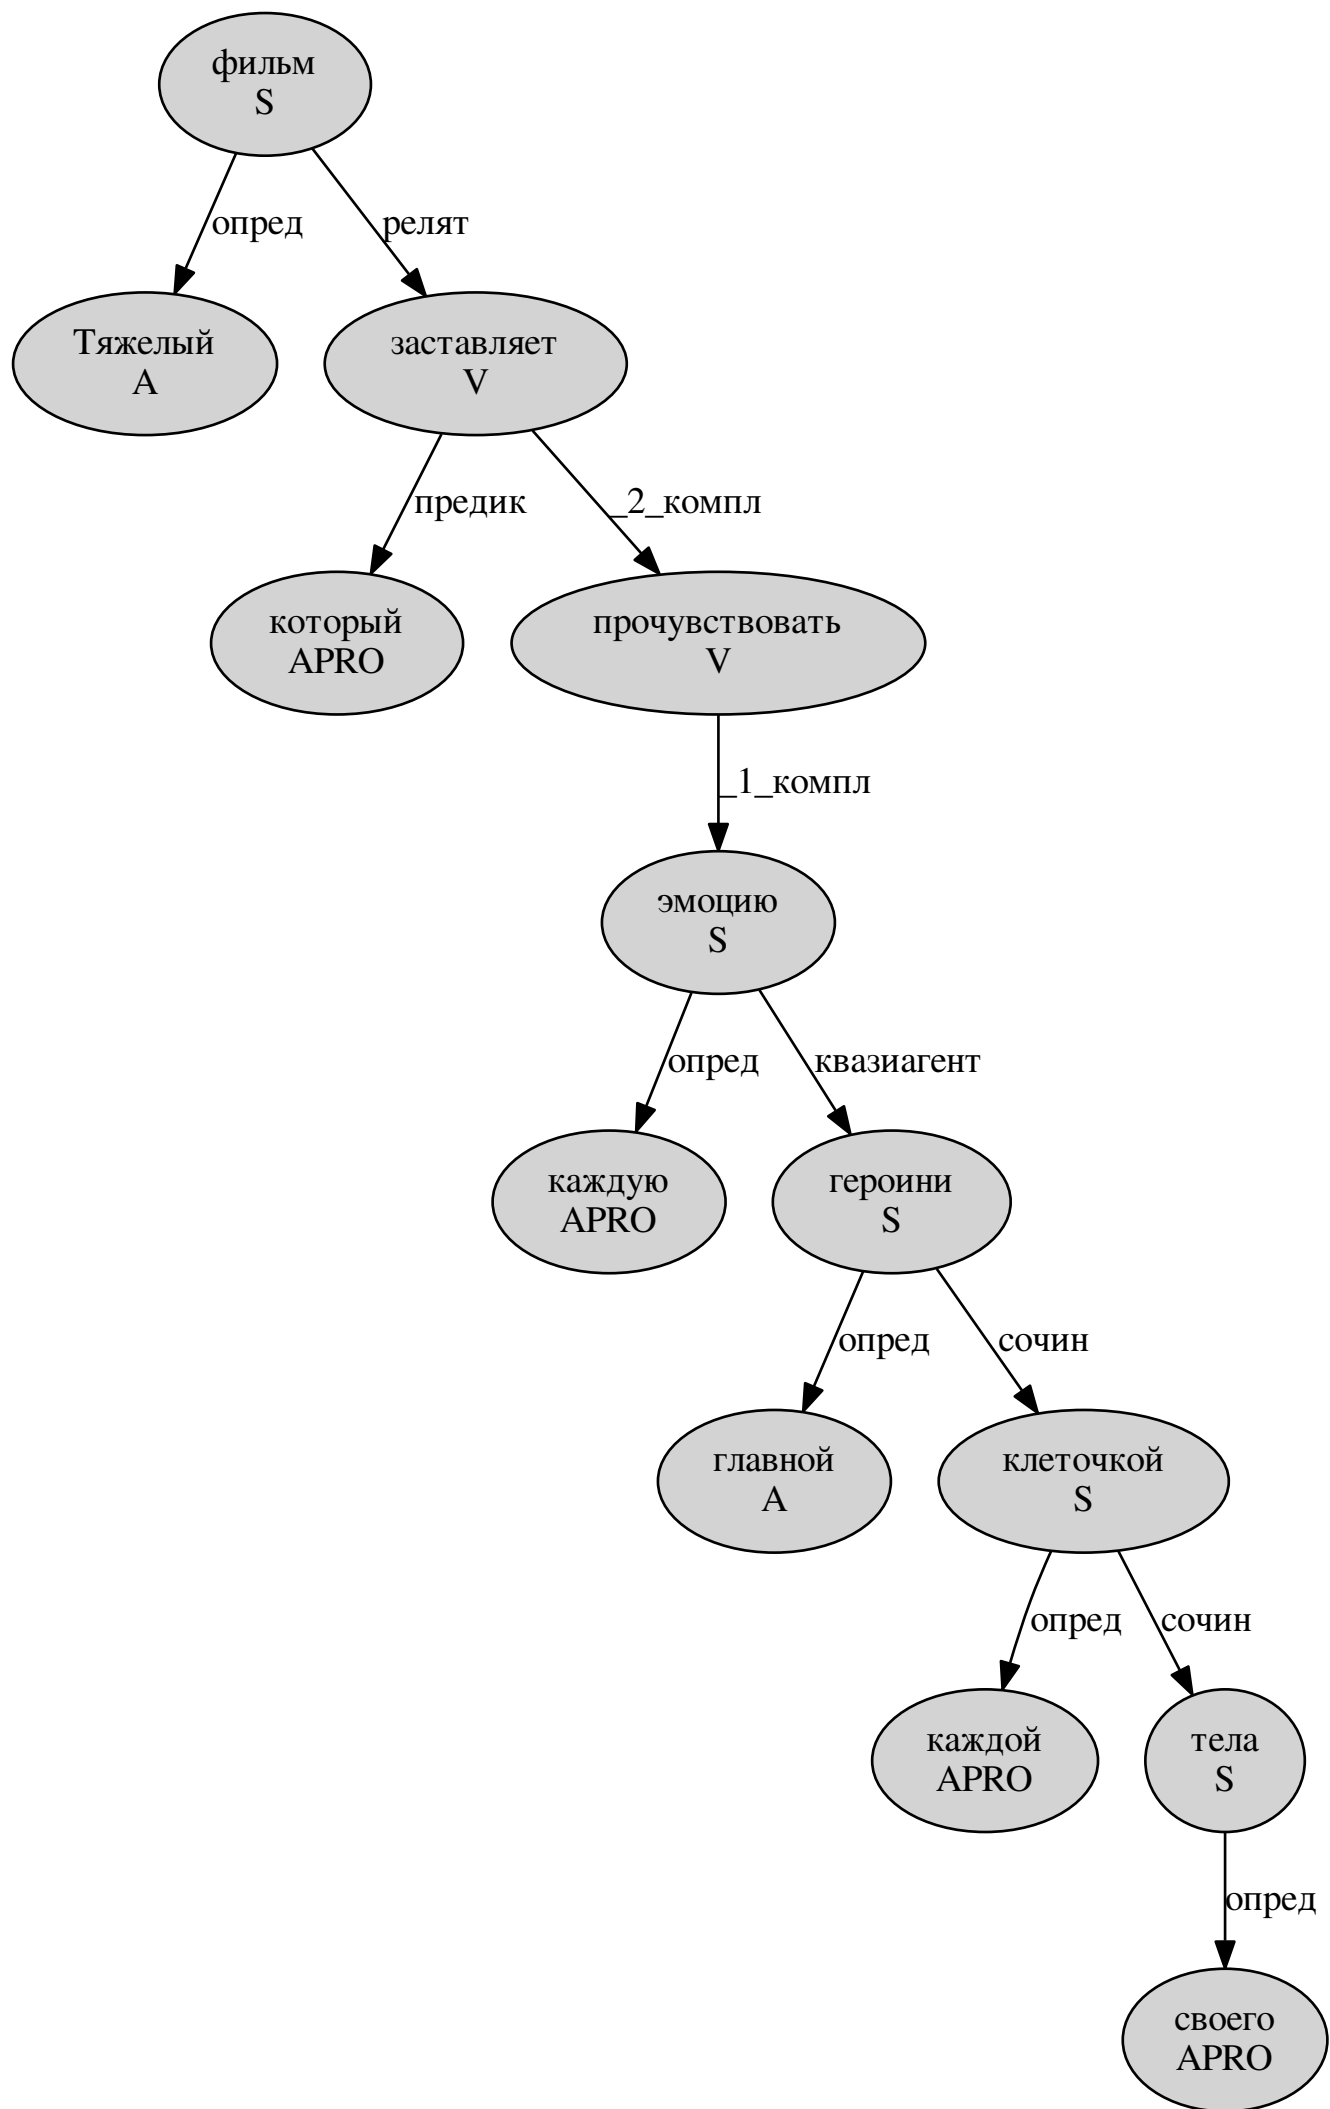 фильм
S
опред
релят
Тяжелый
A
заставляет
V
предик
_2_компл
который
APRO
прочувствовать
V
_1_компл
эмоцию
S
опред
квазиагент
каждую
APRO
героини
S
опред
сочин
главной
A
клеточкой
S
опред
сочин
каждой
APRO
тела
S
опред
своего
APRO